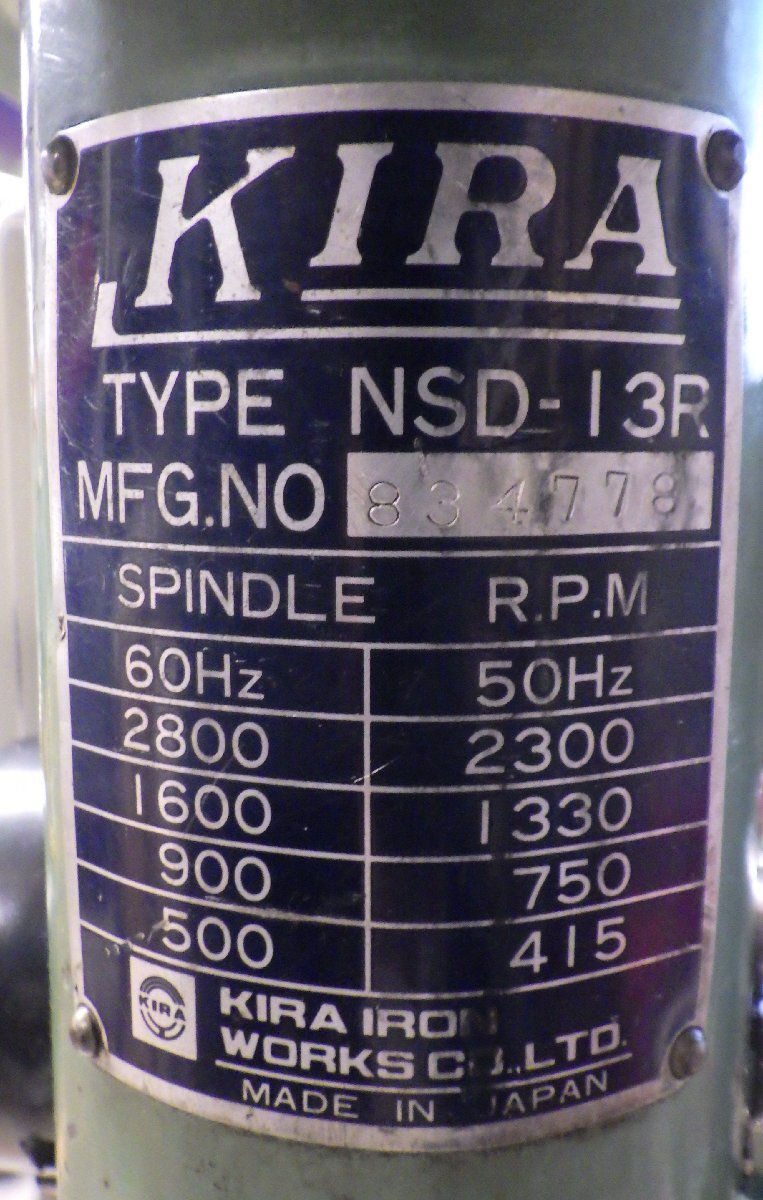 KIRA
TYPE NSD-13R
MFG.NO 834778
SPINDLE R.P.M
60Hz 50Hz
2800 2300
1600 1330
900 750
500 415
KIRA
KIRA IRON
WORKS CO.,LTD.
MADE IN JAPAN